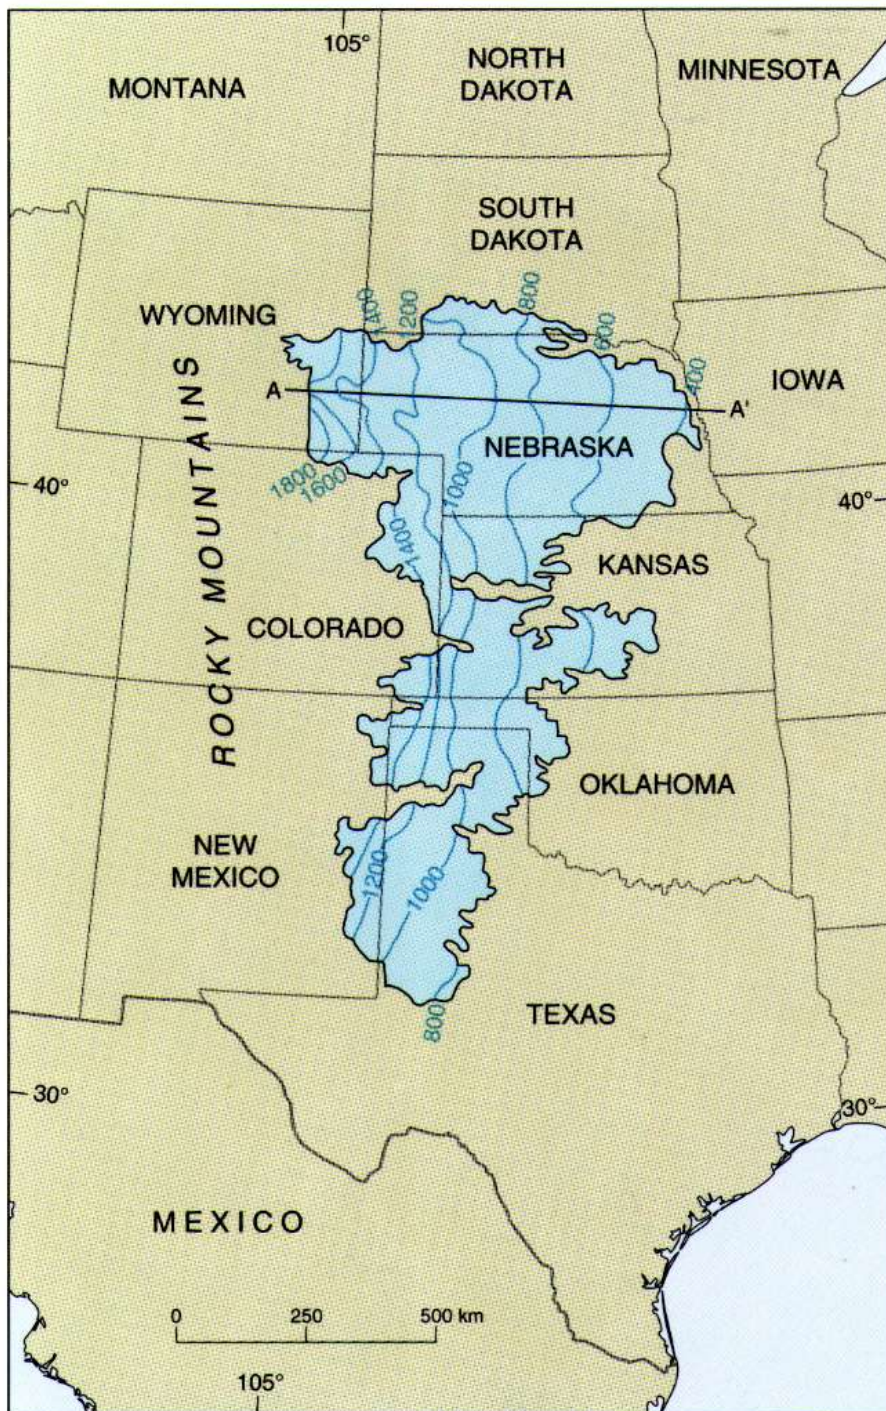 105°
NORTH
DAKOTA
MINNESOTA
MONTANA
SOUTH
DAKOTA
800
1400
1200
WYOMING
600
400
IOWA
A
A'
NEBRASKA
1800
1600
1000
40°
40°
1400
KANSAS
ROCKY MOUNTAINS
COLORADO
OKLAHOMA
NEW
MEXICO
1200
1000
TEXAS
800
30°
30°
MEXICO
0 250 500 km
105°